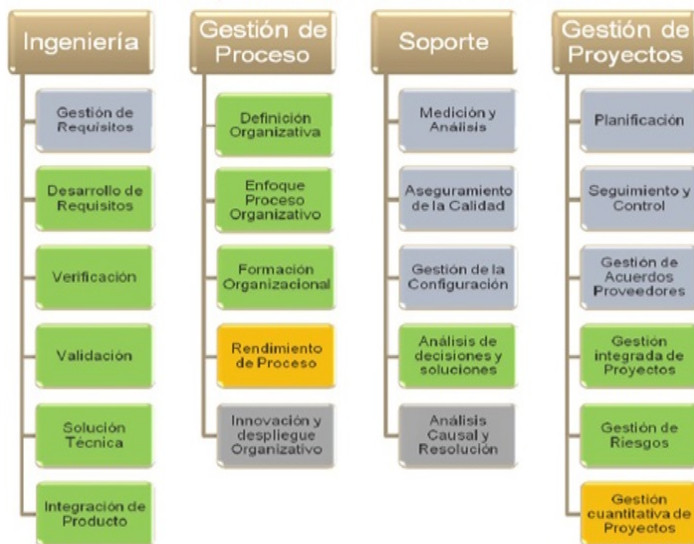 Ingeniería
Gestión de
Requisitos
Desarrollo de
Requisitos
Verificación
Validación
Solución
Técnica
Integración de
Producto
Gestión de
Proceso
Definición
Organizativa
Enfoque
Proceso
Organizativo
Formación
Organizacional
Rendimiento
de Proceso
Innovación y
despliegue
Organizativo
Soporte
Medición y
Análisis
Aseguramiento
de la Calidad
Gestión de la
Configuración
Análisis de
decisiones y
soluciones
Análisis
Causal y
Resolución
Gestión de
Proyectos
Planificación
Seguimiento y
Control
Gestión de
Acuerdos
Proveedores
Gestión
integrada de
Proyectos
Gestión de
Riesgos
Gestión
cuantitativa de
Proyectos